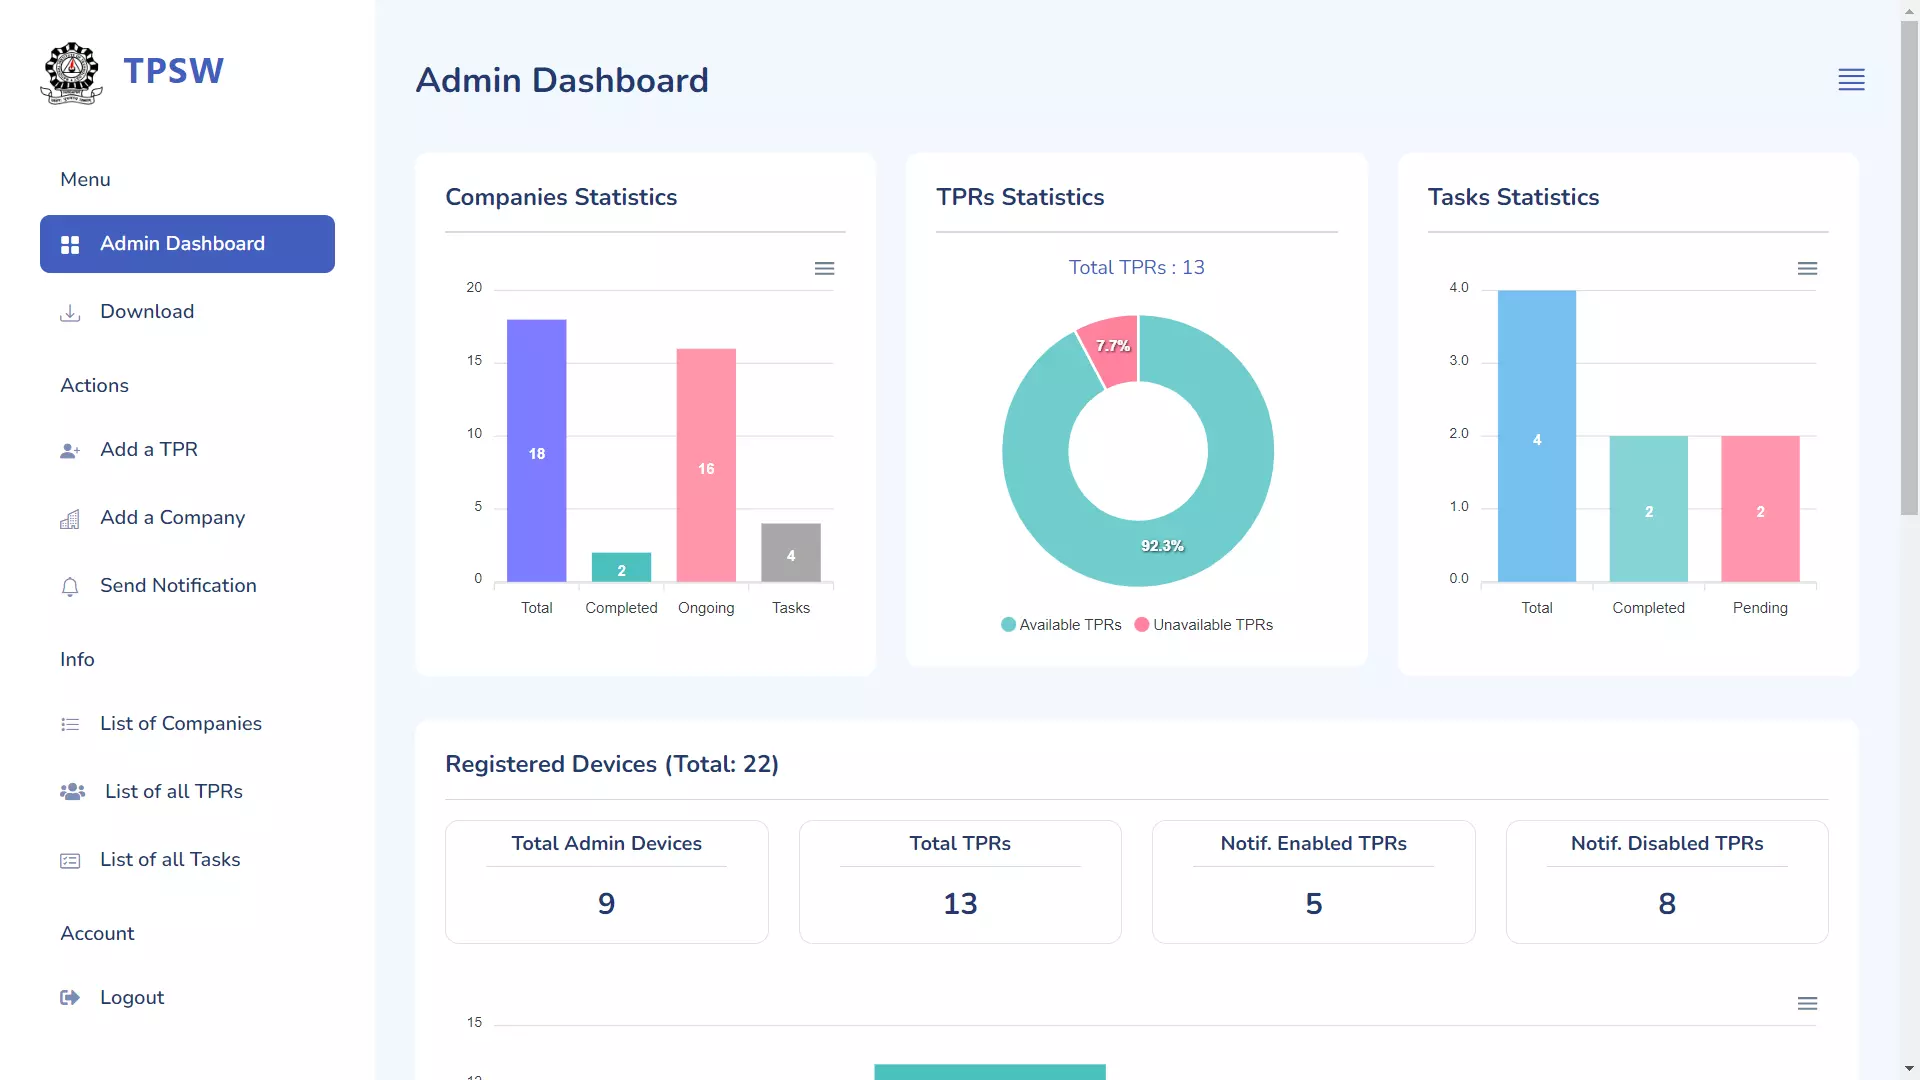 TPSW
Menu
Admin Dashboard
Download
Actions
Add a TPR
Add a Company
Send Notification
Info
List of Companies
List of all TPRs
List of all Tasks
Account
Logout
Admin Dashboard
Companies Statistics
20
15
10
5
0
18
2
16
4
Total
Completed
Ongoing
Tasks
TPRs Statistics
Total TPRs : 13
7.7%
92.3%
Available TPRs
Unavailable TPRs
Tasks Statistics
4.0
3.0
2.0
1.0
0.0
4
2
2
Total
Completed
Pending
Registered Devices (Total: 22)
Total Admin Devices
9
Total TPRs
13
Notif. Enabled TPRs
5
Notif. Disabled TPRs
8
15